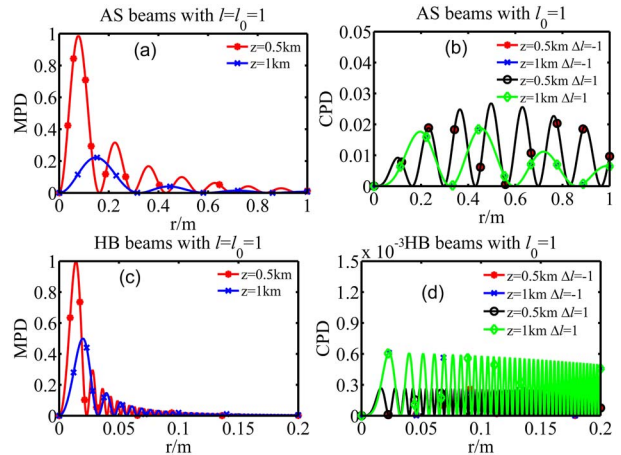 AS beams with l=l0=1
(a)
z=0.5km
z=1km
MPD
1
0.8
0.6
0.4
0.2
0
0 0.2 0.4 0.6 0.8 1
r/m
AS beams with l0=1
(b)
z=0.5km Δl=-1
z=1km Δl=-1
z=0.5km Δl=1
z=1km Δl=1
CPD
0.05
0.04
0.03
0.02
0.01
0
0 0.2 0.4 0.6 0.8 1
r/m
HB beams with l=l0=1
(c)
z=0.5km
z=1km
MPD
1
0.8
0.6
0.4
0.2
0
0 0.05 0.1 0.15 0.2
r/m
x 10-3HB beams with l0=1
(d)
z=0.5km Δl=-1
z=1km Δl=-1
z=0.5km Δl=1
z=1km Δl=1
CPD
1.5
1.2
0.9
0.6
0.3
0
0 0.05 0.1 0.15 0.2
r/m